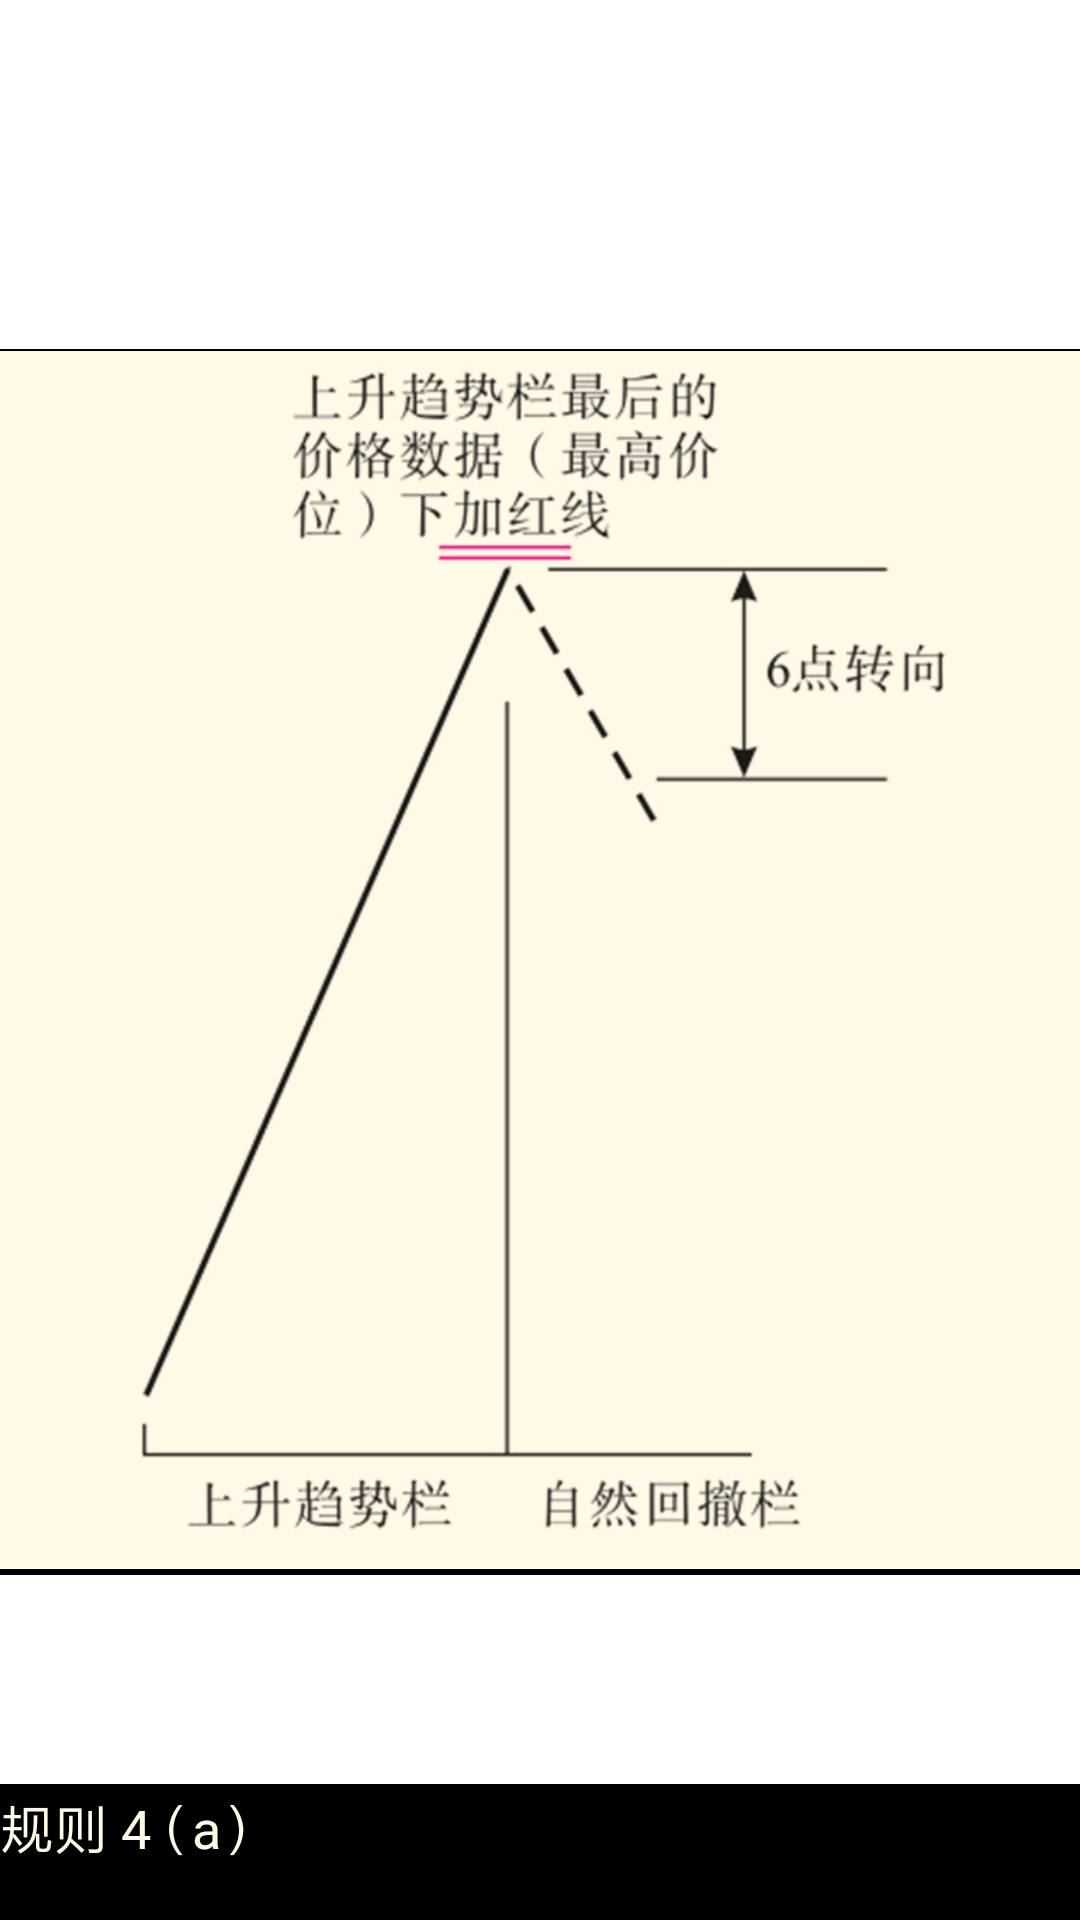 上升趋势栏最后的
价格数据（最高价
位）下加红线
6点转向
上升趋势栏 自然回撤栏
规则 4(a)